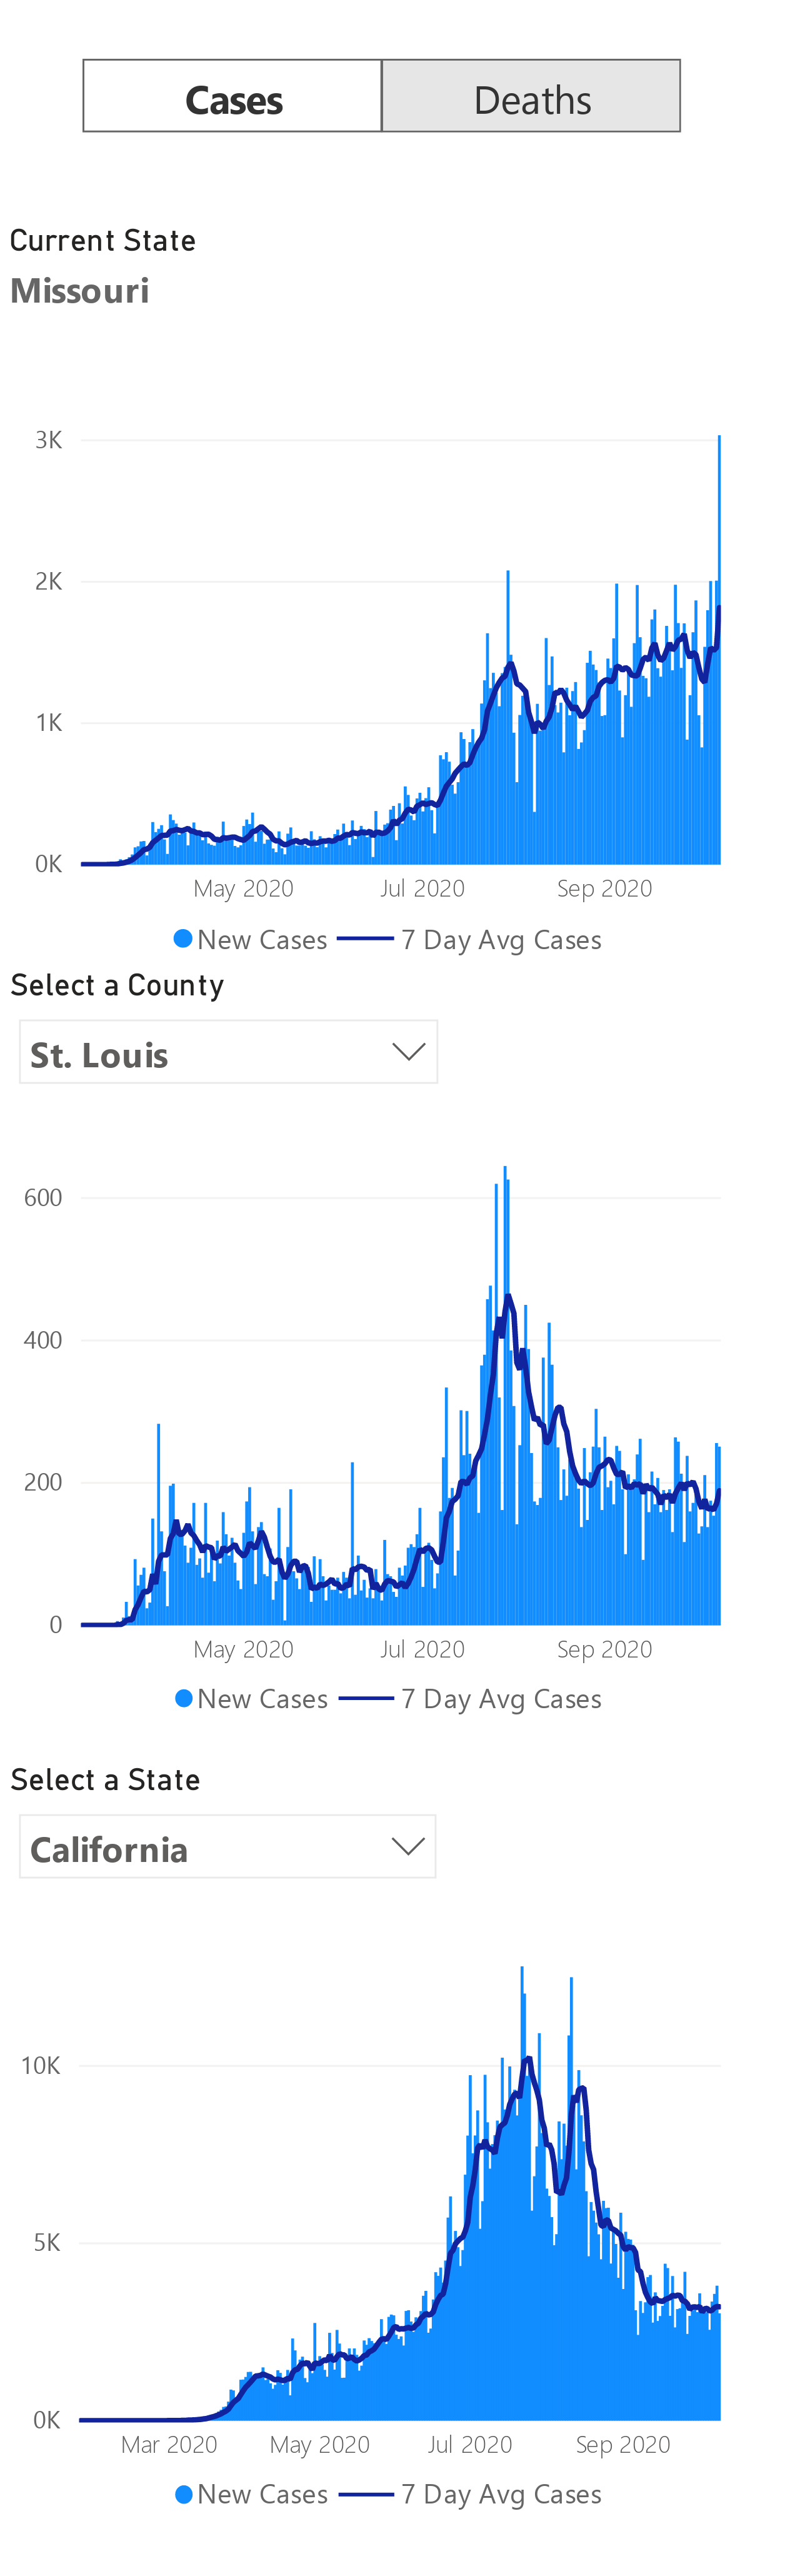 Cases Deaths
Current State
Missouri
3K
2K
1K
0K
May 2020 Jul 2020 Sep 2020
New Cases 7 Day Avg Cases
Select a County
St. Louis
600
400
200
0
May 2020 Jul 2020 Sep 2020
New Cases 7 Day Avg Cases
Select a State
California
10K
5K
0K
Mar 2020 May 2020 Jul 2020 Sep 2020
New Cases 7 Day Avg Cases